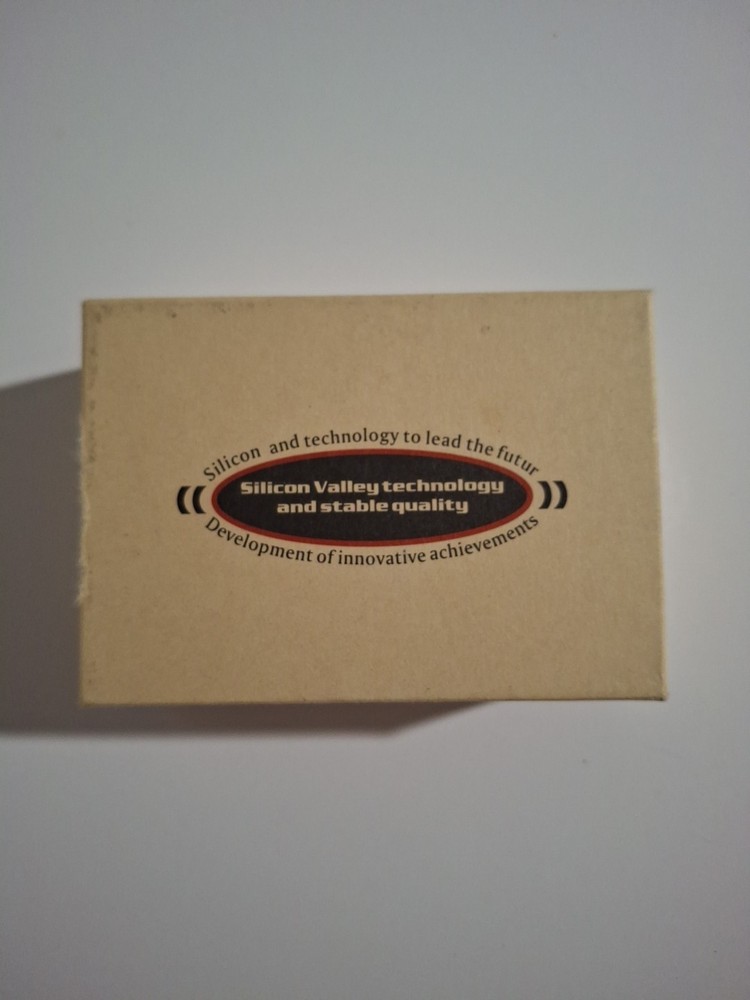 Silicon and technology to lead the futur
Silicon Valley technology
and stable quality
Development of innovative achievements